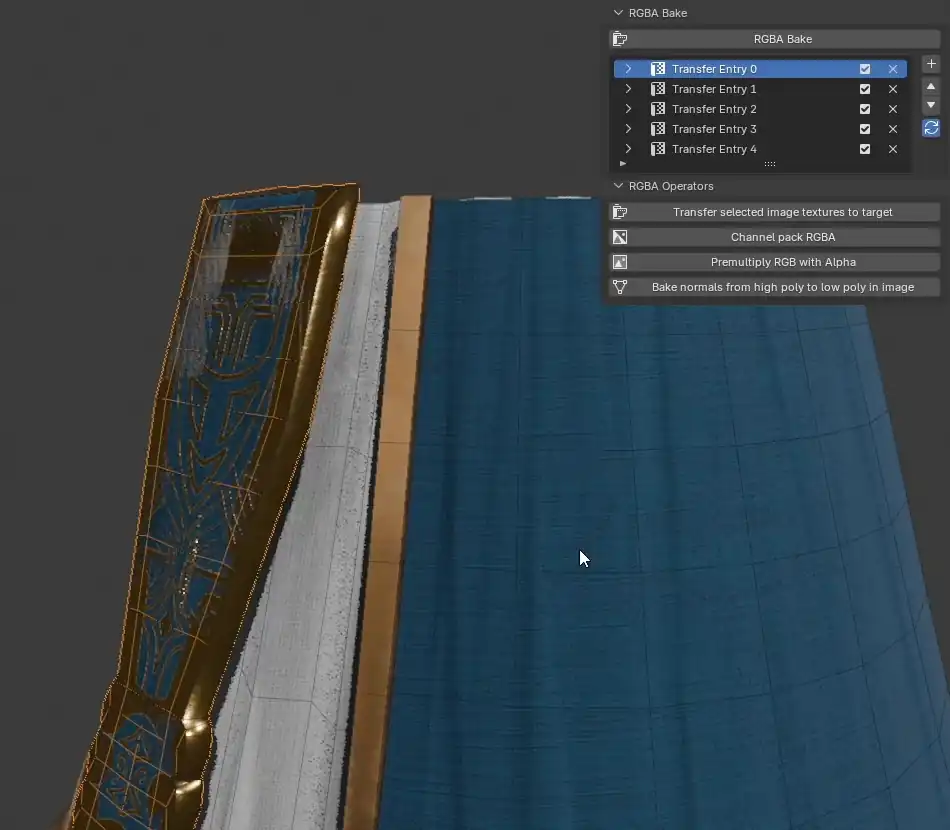 RGBA Bake
RGBA Bake
Transfer Entry 0
Transfer Entry 1
Transfer Entry 2
Transfer Entry 3
Transfer Entry 4
RGBA Operators
Transfer selected image textures to target
Channel pack RGBA
Premultiply RGB with Alpha
Bake normals from high poly to low poly in image